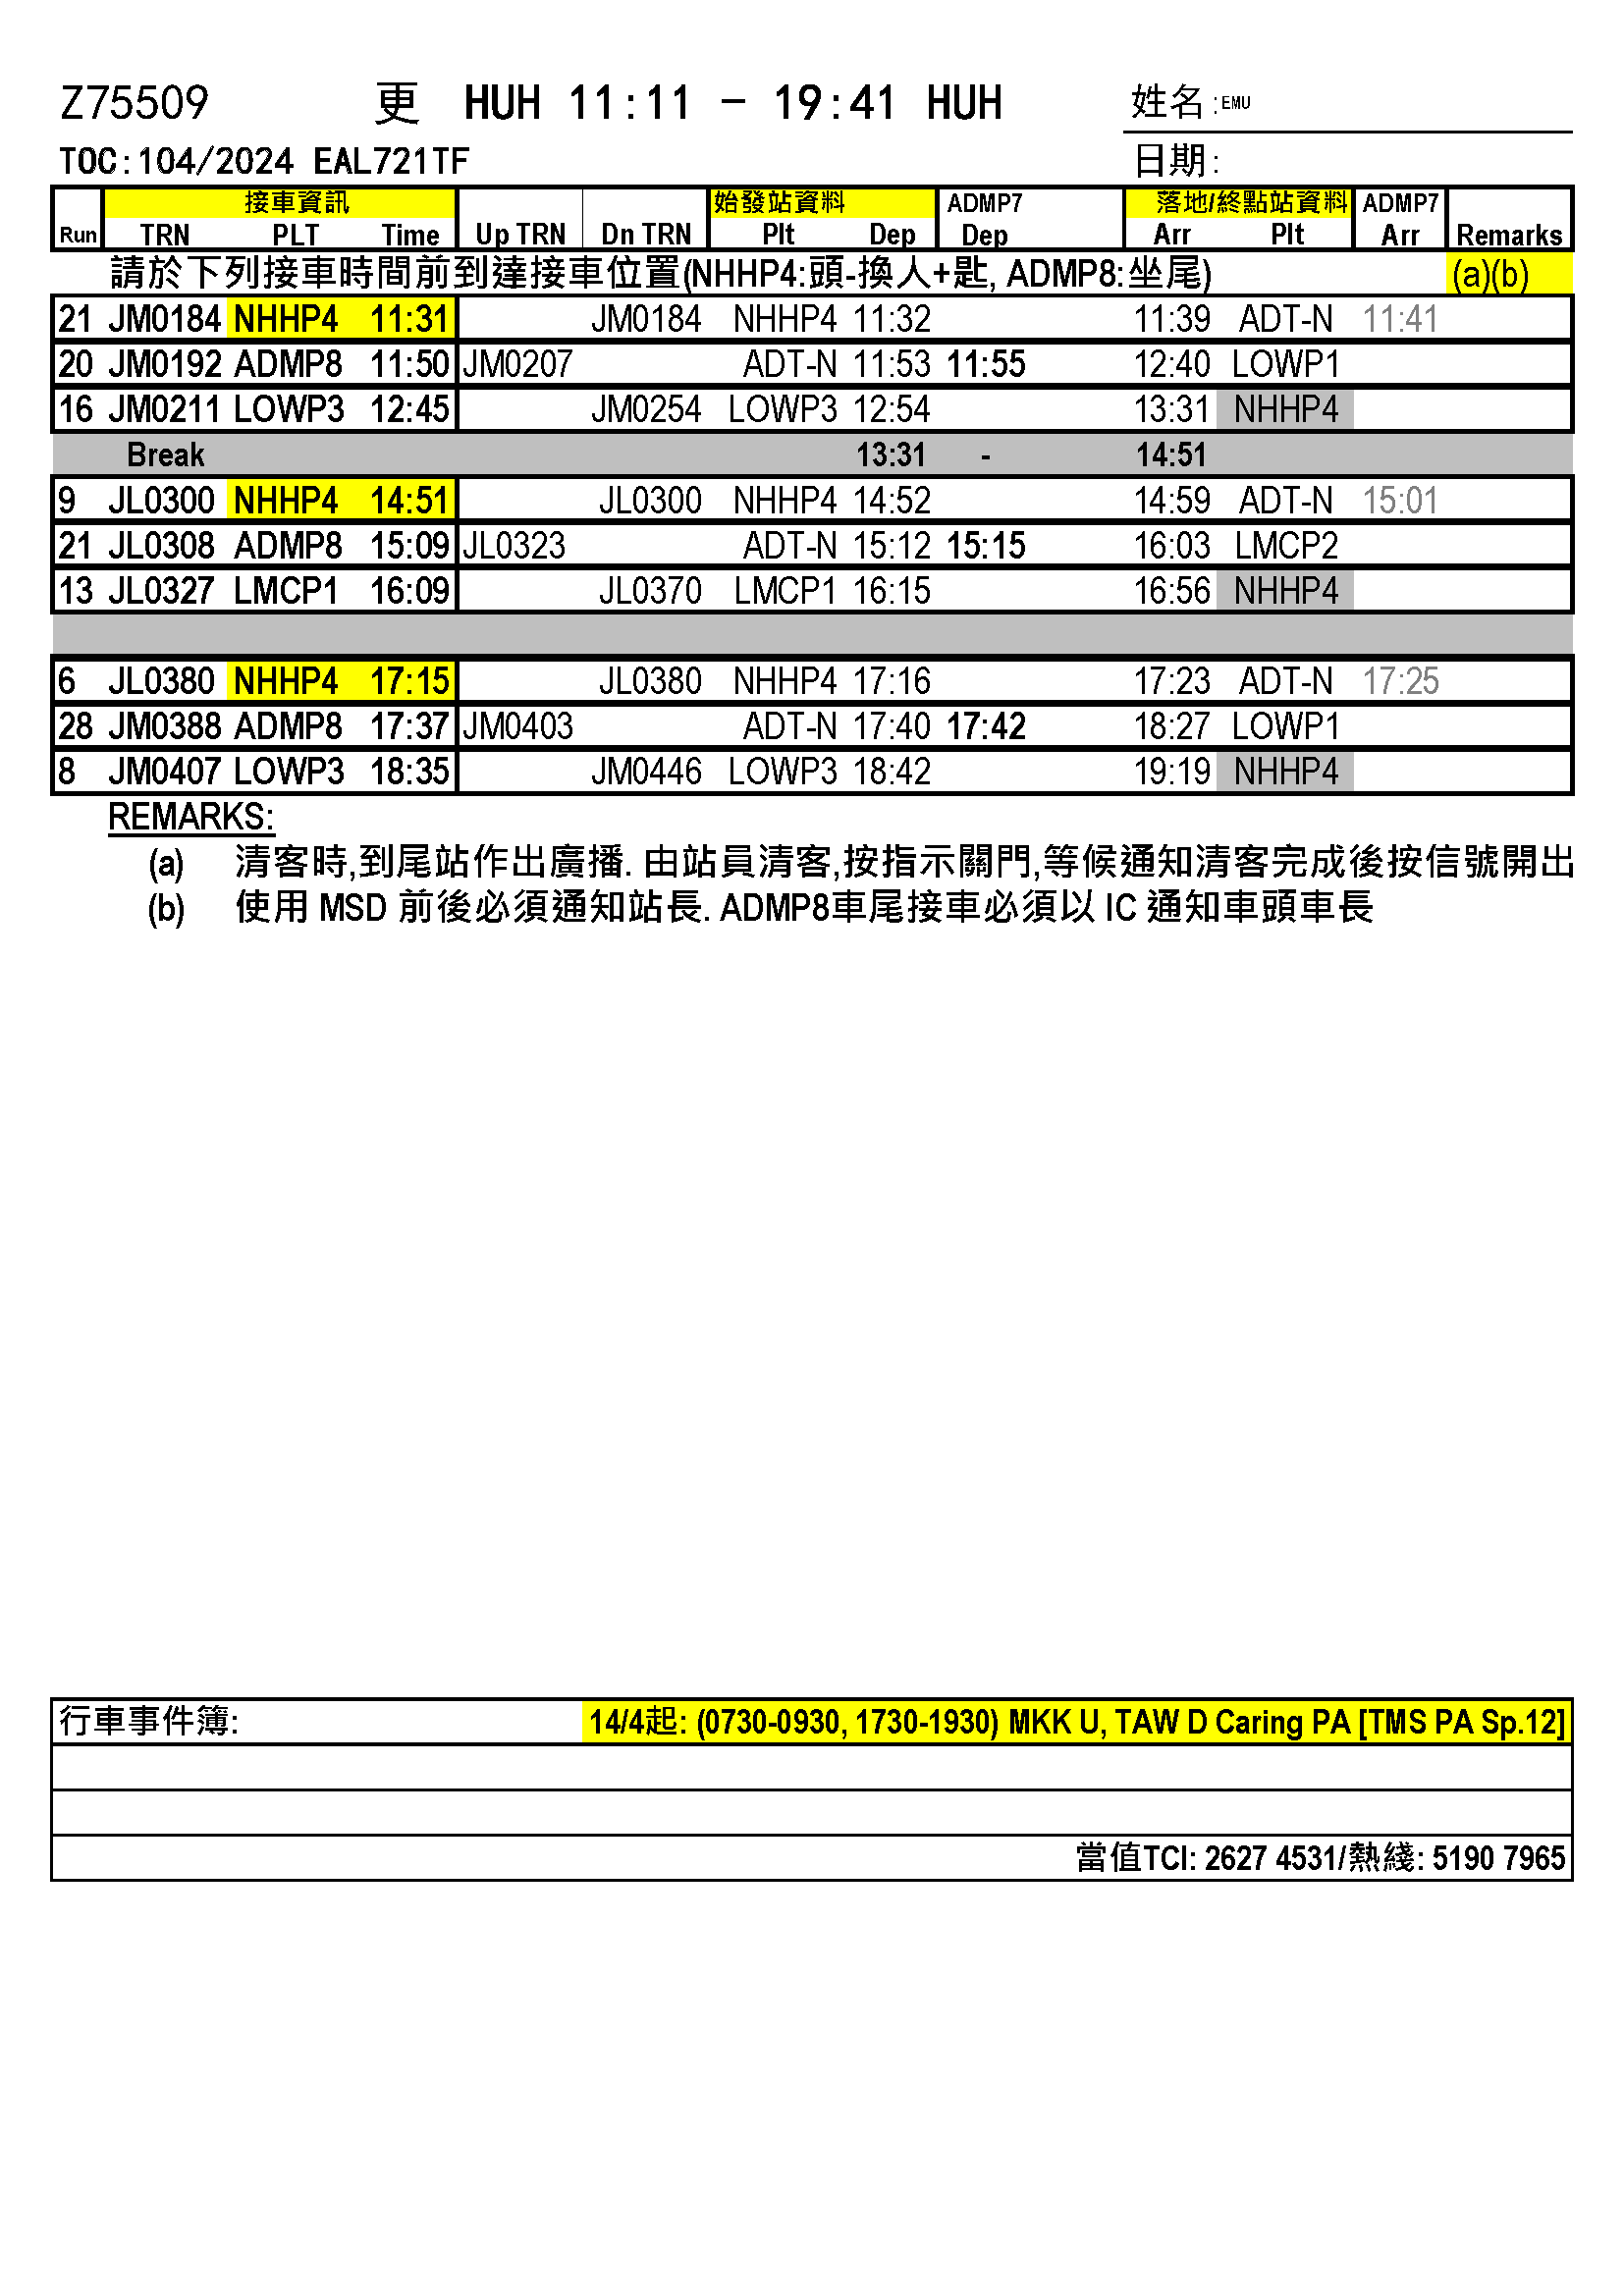 Z75509 更 HUH 11:11 - 19:41 HUH 姓名:EMU
TOC:104/2024 EAL721TF 日期:
接車資訊 始發站資料 ADMP7 落地/終點站資料 ADMP7
Run TRN PLT Time Up TRN Dn TRN Plt Dep Dep Arr Plt Arr Remarks
請於下列接車時間前到達接車位置(NHHP4:頭-換人+匙, ADMP8:坐尾) (a)(b)
21 JM0184 NHHP4 11:31 JM0184 NHHP4 11:32 11:39 ADT-N 11:41
20 JM0192 ADMP8 11:50 JM0207 ADT-N 11:53 11:55 12:40 LOWP1
16 JM0211 LOWP3 12:45 JM0254 LOWP3 12:54 13:31 NHHP4
Break 13:31 - 14:51
9 JL0300 NHHP4 14:51 JL0300 NHHP4 14:52 14:59 ADT-N 15:01
21 JL0308 ADMP8 15:09 JL0323 ADT-N 15:12 15:15 16:03 LMCP2
13 JL0327 LMCP1 16:09 JL0370 LMCP1 16:15 16:56 NHHP4
6 JL0380 NHHP4 17:15 JL0380 NHHP4 17:16 17:23 ADT-N 17:25
28 JM0388 ADMP8 17:37 JM0403 ADT-N 17:40 17:42 18:27 LOWP1
8 JM0407 LOWP3 18:35 JM0446 LOWP3 18:42 19:19 NHHP4
REMARKS:
(a) 清客時,到尾站作出廣播. 由站員清客,按指示關門,等候通知清客完成後按信號開出
(b) 使用 MSD 前後必須通知站長. ADMP8車尾接車必須以 IC 通知車頭車長
行車事件簿: 14/4起: (0730-0930, 1730-1930) MKK U, TAW D Caring PA [TMS PA Sp.12]
當值TCI: 2627 4531/熱綫: 5190 7965